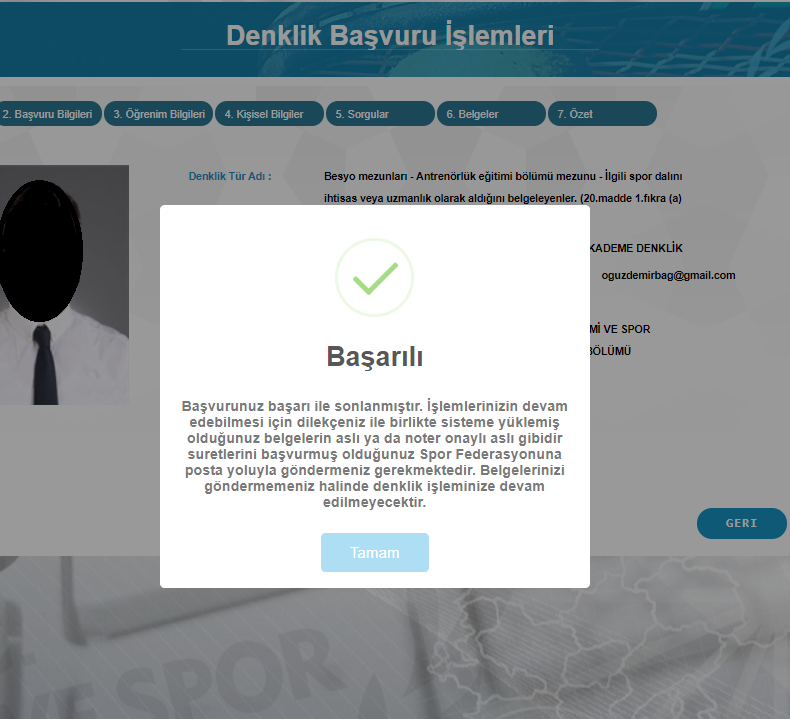 Denklik Başvuru İşlemleri
2. Başvuru Bilgileri 3. Öğrenim Bilgileri 4. Kişisel Bilgiler 5. Sorgular 6. Belgeler 7. Özet
Denklik Tür Adı : Besyo mezunları - Antrenörlük eğitimi bölümü mezunu - İlgili spor dalını
ihtisas veya uzmanlık olarak aldığını belgeleyenler. (20.madde 1.fıkra (a)
KADEME DENKLİK
oguzdemirbag@gmail.com
Mİ VE SPOR
BÖLÜMÜ
Başarılı
Başvurunuz başarı ile sonlanmıştır. İşlemlerinizin devam
edebilmesi için dilekçeniz ile birlikte sisteme yüklemiş
olduğunuz belgelerin aslı ya da noter onaylı aslı gibidir
suretlerini başvurmuş olduğunuz Spor Federasyonuna
posta yoluyla göndermeniz gerekmektedir. Belgelerinizi
göndermemeniz halinde denklik işleminize devam
edilmeyecektir.
GERI
Tamam
VE SPOR